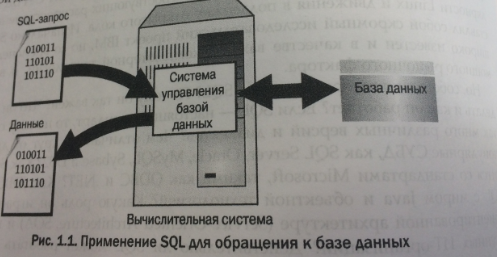 SQL-запрос
010011
110101
101110
Данные
010011
110101
101110
Система
управления
базой
данных
База данных
Вычислительная система
Рис. 1.1. Применение SQL для обращения к базе данных